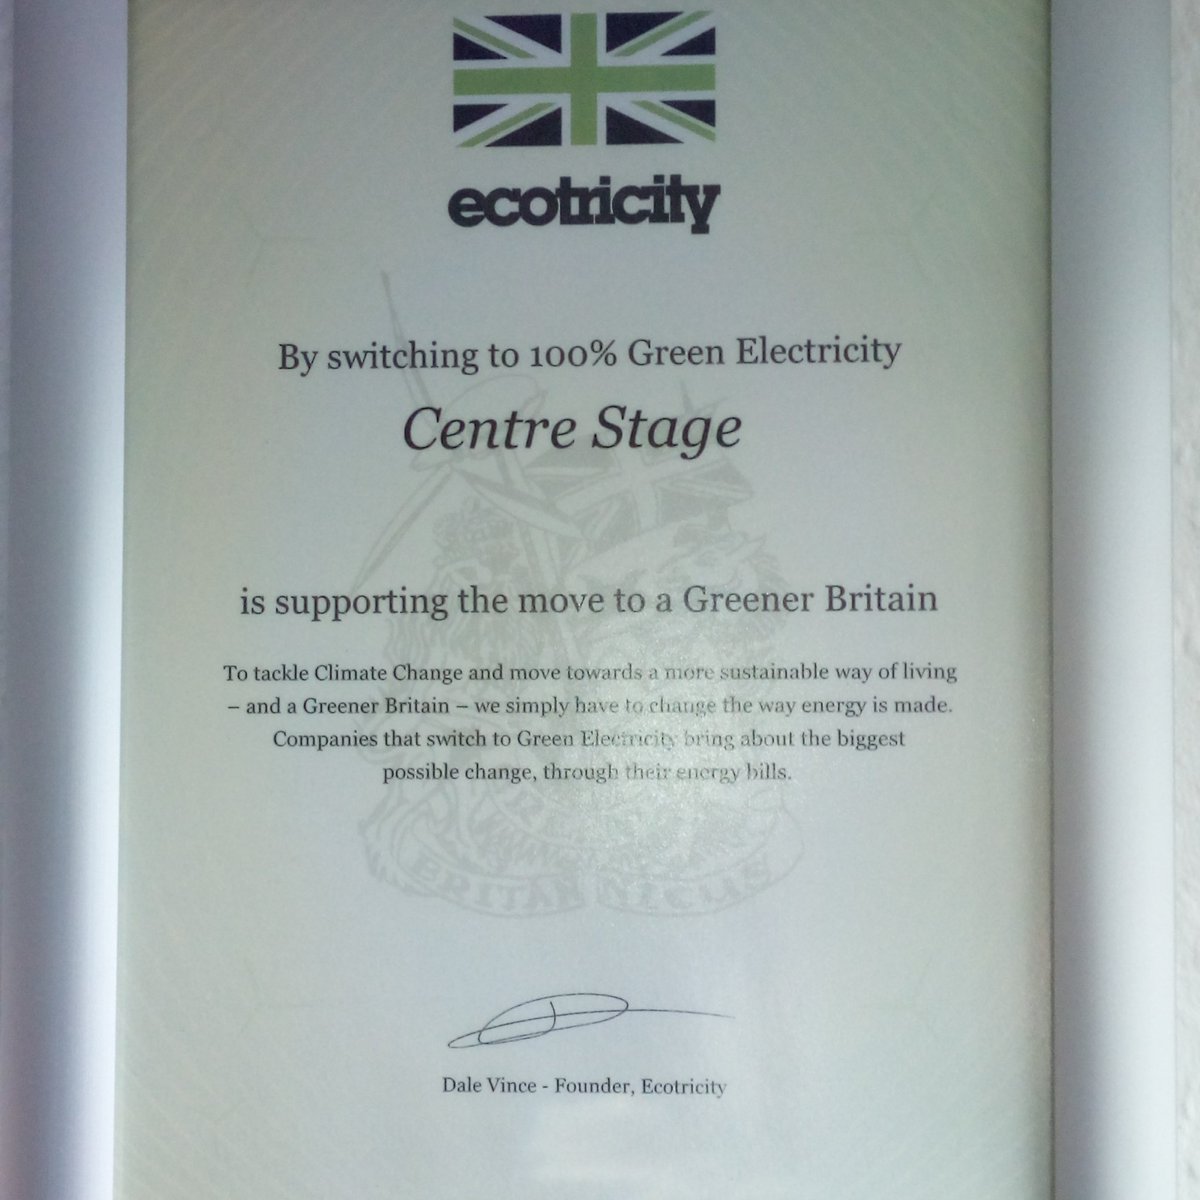 ecotricity
By switching to 100% Green Electricity
Centre Stage
is supporting the move to a Greener Britain
To tackle Climate Change and move towards a more sustainable way of living
– and a Greener Britain – we simply have to change the way energy is made.
Companies that switch to Green Electricity bring about the biggest
possible change, through their energy bills.
BRITANNICUS
Dale Vince - Founder, Ecotricity